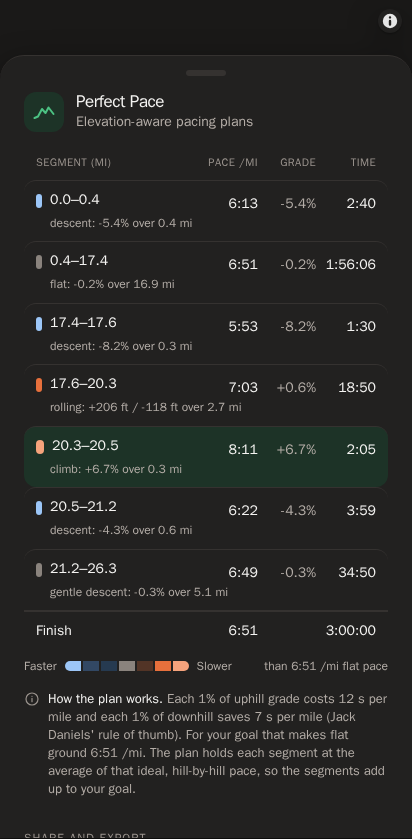 Perfect Pace
Elevation-aware pacing plans
SEGMENT (MI) PACE /MI GRADE TIME
0.0–0.4 6:13 -5.4% 2:40
descent: -5.4% over 0.4 mi
0.4–17.4 6:51 -0.2% 1:56:06
flat: -0.2% over 16.9 mi
17.4–17.6 5:53 -8.2% 1:30
descent: -8.2% over 0.3 mi
17.6–20.3 7:03 +0.6% 18:50
rolling: +206 ft / -118 ft over 2.7 mi
20.3–20.5 8:11 +6.7% 2:05
climb: +6.7% over 0.3 mi
20.5–21.2 6:22 -4.3% 3:59
descent: -4.3% over 0.6 mi
21.2–26.3 6:49 -0.3% 34:50
gentle descent: -0.3% over 5.1 mi
Finish 6:51 3:00:00
Faster Slower than 6:51 /mi flat pace
How the plan works. Each 1% of uphill grade costs 12 s per
mile and each 1% of downhill saves 7 s per mile (Jack
Daniels' rule of thumb). For your goal that makes flat
ground 6:51 /mi. The plan holds each segment at the
average of that ideal, hill-by-hill pace, so the segments add
up to your goal.
SHARE AND EXPORT